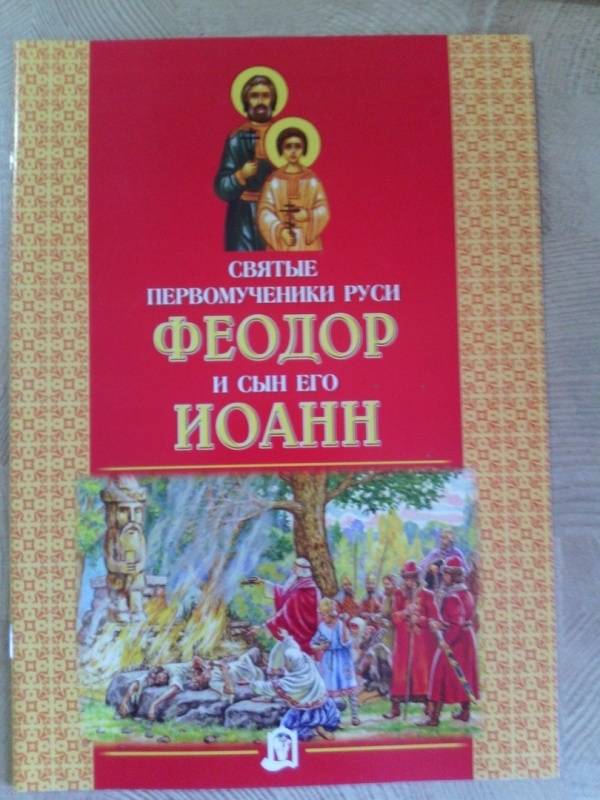 СВЯТЫЕ
ПЕРВОМУЧЕНИКИ РУСИ
ФЕОДОР
И СЫН ЕГО
ИОАНН